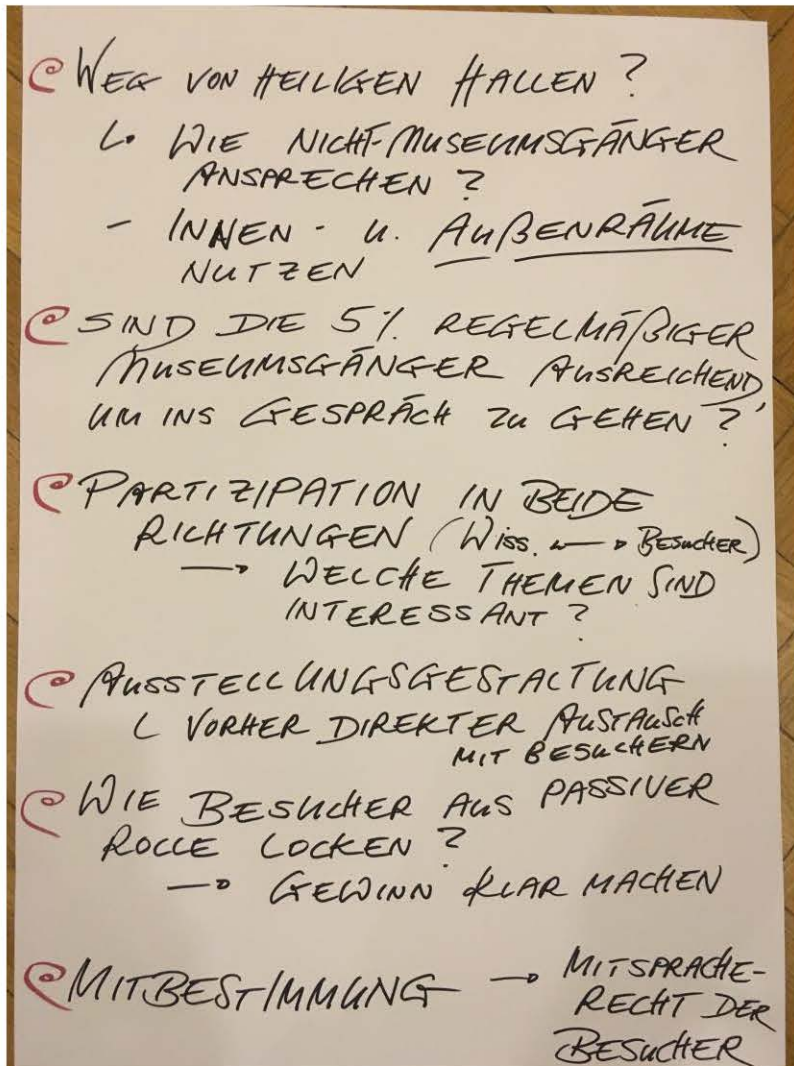 WEG VON HEILIGEN HALLEN ?
↳ WIE NICHT-MUSEUMSGÄNGER
ANSPRECHEN ?
- INNEN- U. AUßENRÄUME
NUTZEN
SIND DIE 5% REGELMÄßIGER
MUSEUMSGÄNGER AUSREICHEND,
UM INS GESPRÄCH ZU GEHEN ?
PARTIZIPATION IN BEIDE
RICHTUNGEN (WISS. ↔ BESUCHER)
→ WELCHE THEMEN SIND
INTERESSANT ?
AUSSTELLUNGSGESTALTUNG
↳ VORHER DIREKTER AUSTAUSCH
MIT BESUCHERN
WIE BESUCHER AUS PASSIVER
ROLLE LOCKEN ?
→ GEWINN KLAR MACHEN
MITBESTIMMUNG → MITSPRACHE-
RECHT DER
BESUCHER